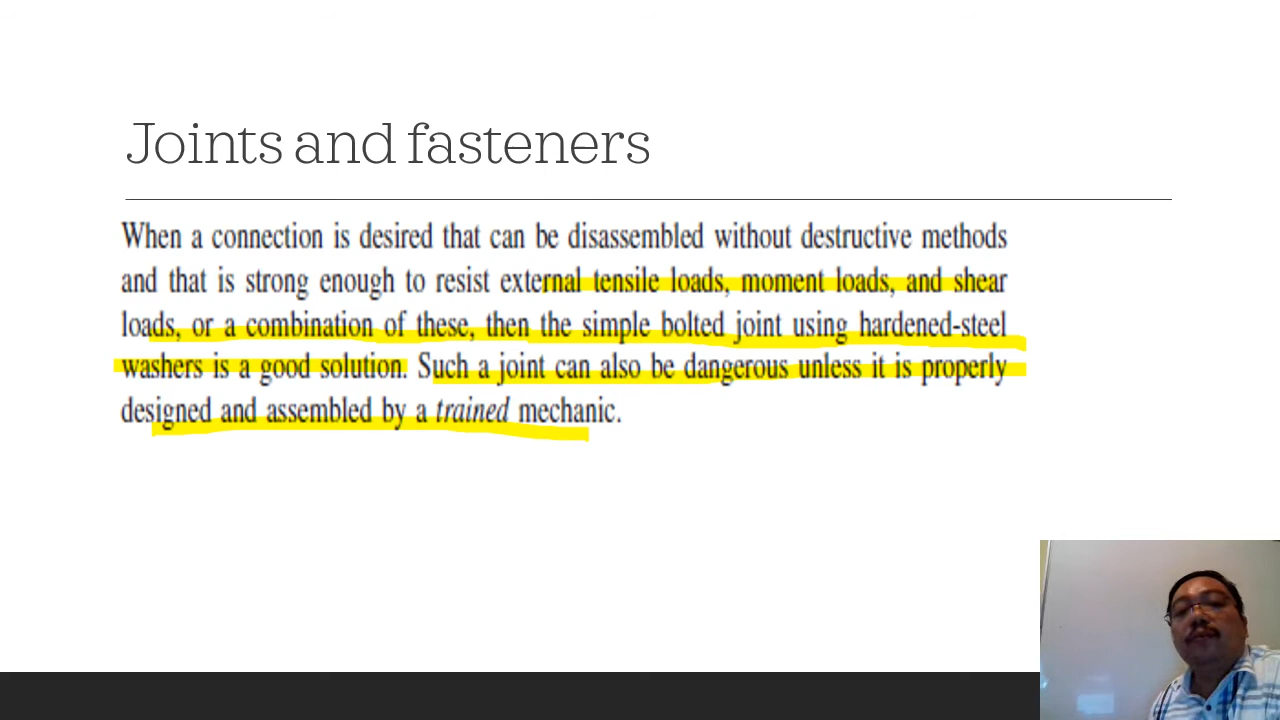 Joints and fasteners
When a connection is desired that can be disassembled without destructive methods
and that is strong enough to resist external tensile loads, moment loads, and shear
loads, or a combination of these, then the simple bolted joint using hardened-steel
washers is a good solution. Such a joint can also be dangerous unless it is properly
designed and assembled by a trained mechanic.